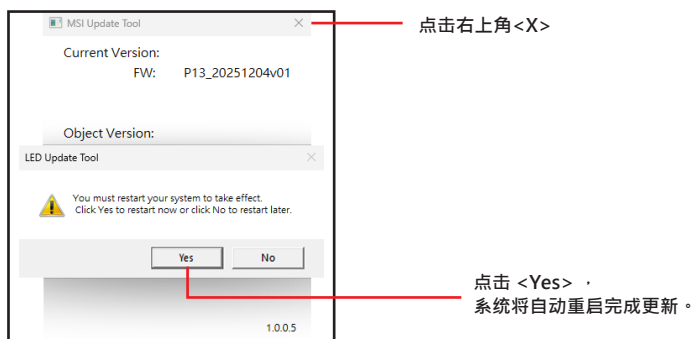 MSI Update Tool
点击右上角<X>
Current Version:
FW: P13_20251204v01
Object Version:
LED Update Tool
You must restart your system to take effect.
Click Yes to restart now or click No to restart later.
Yes No
点击 <Yes> ，
系统将自动重启完成更新。
1.0.0.5